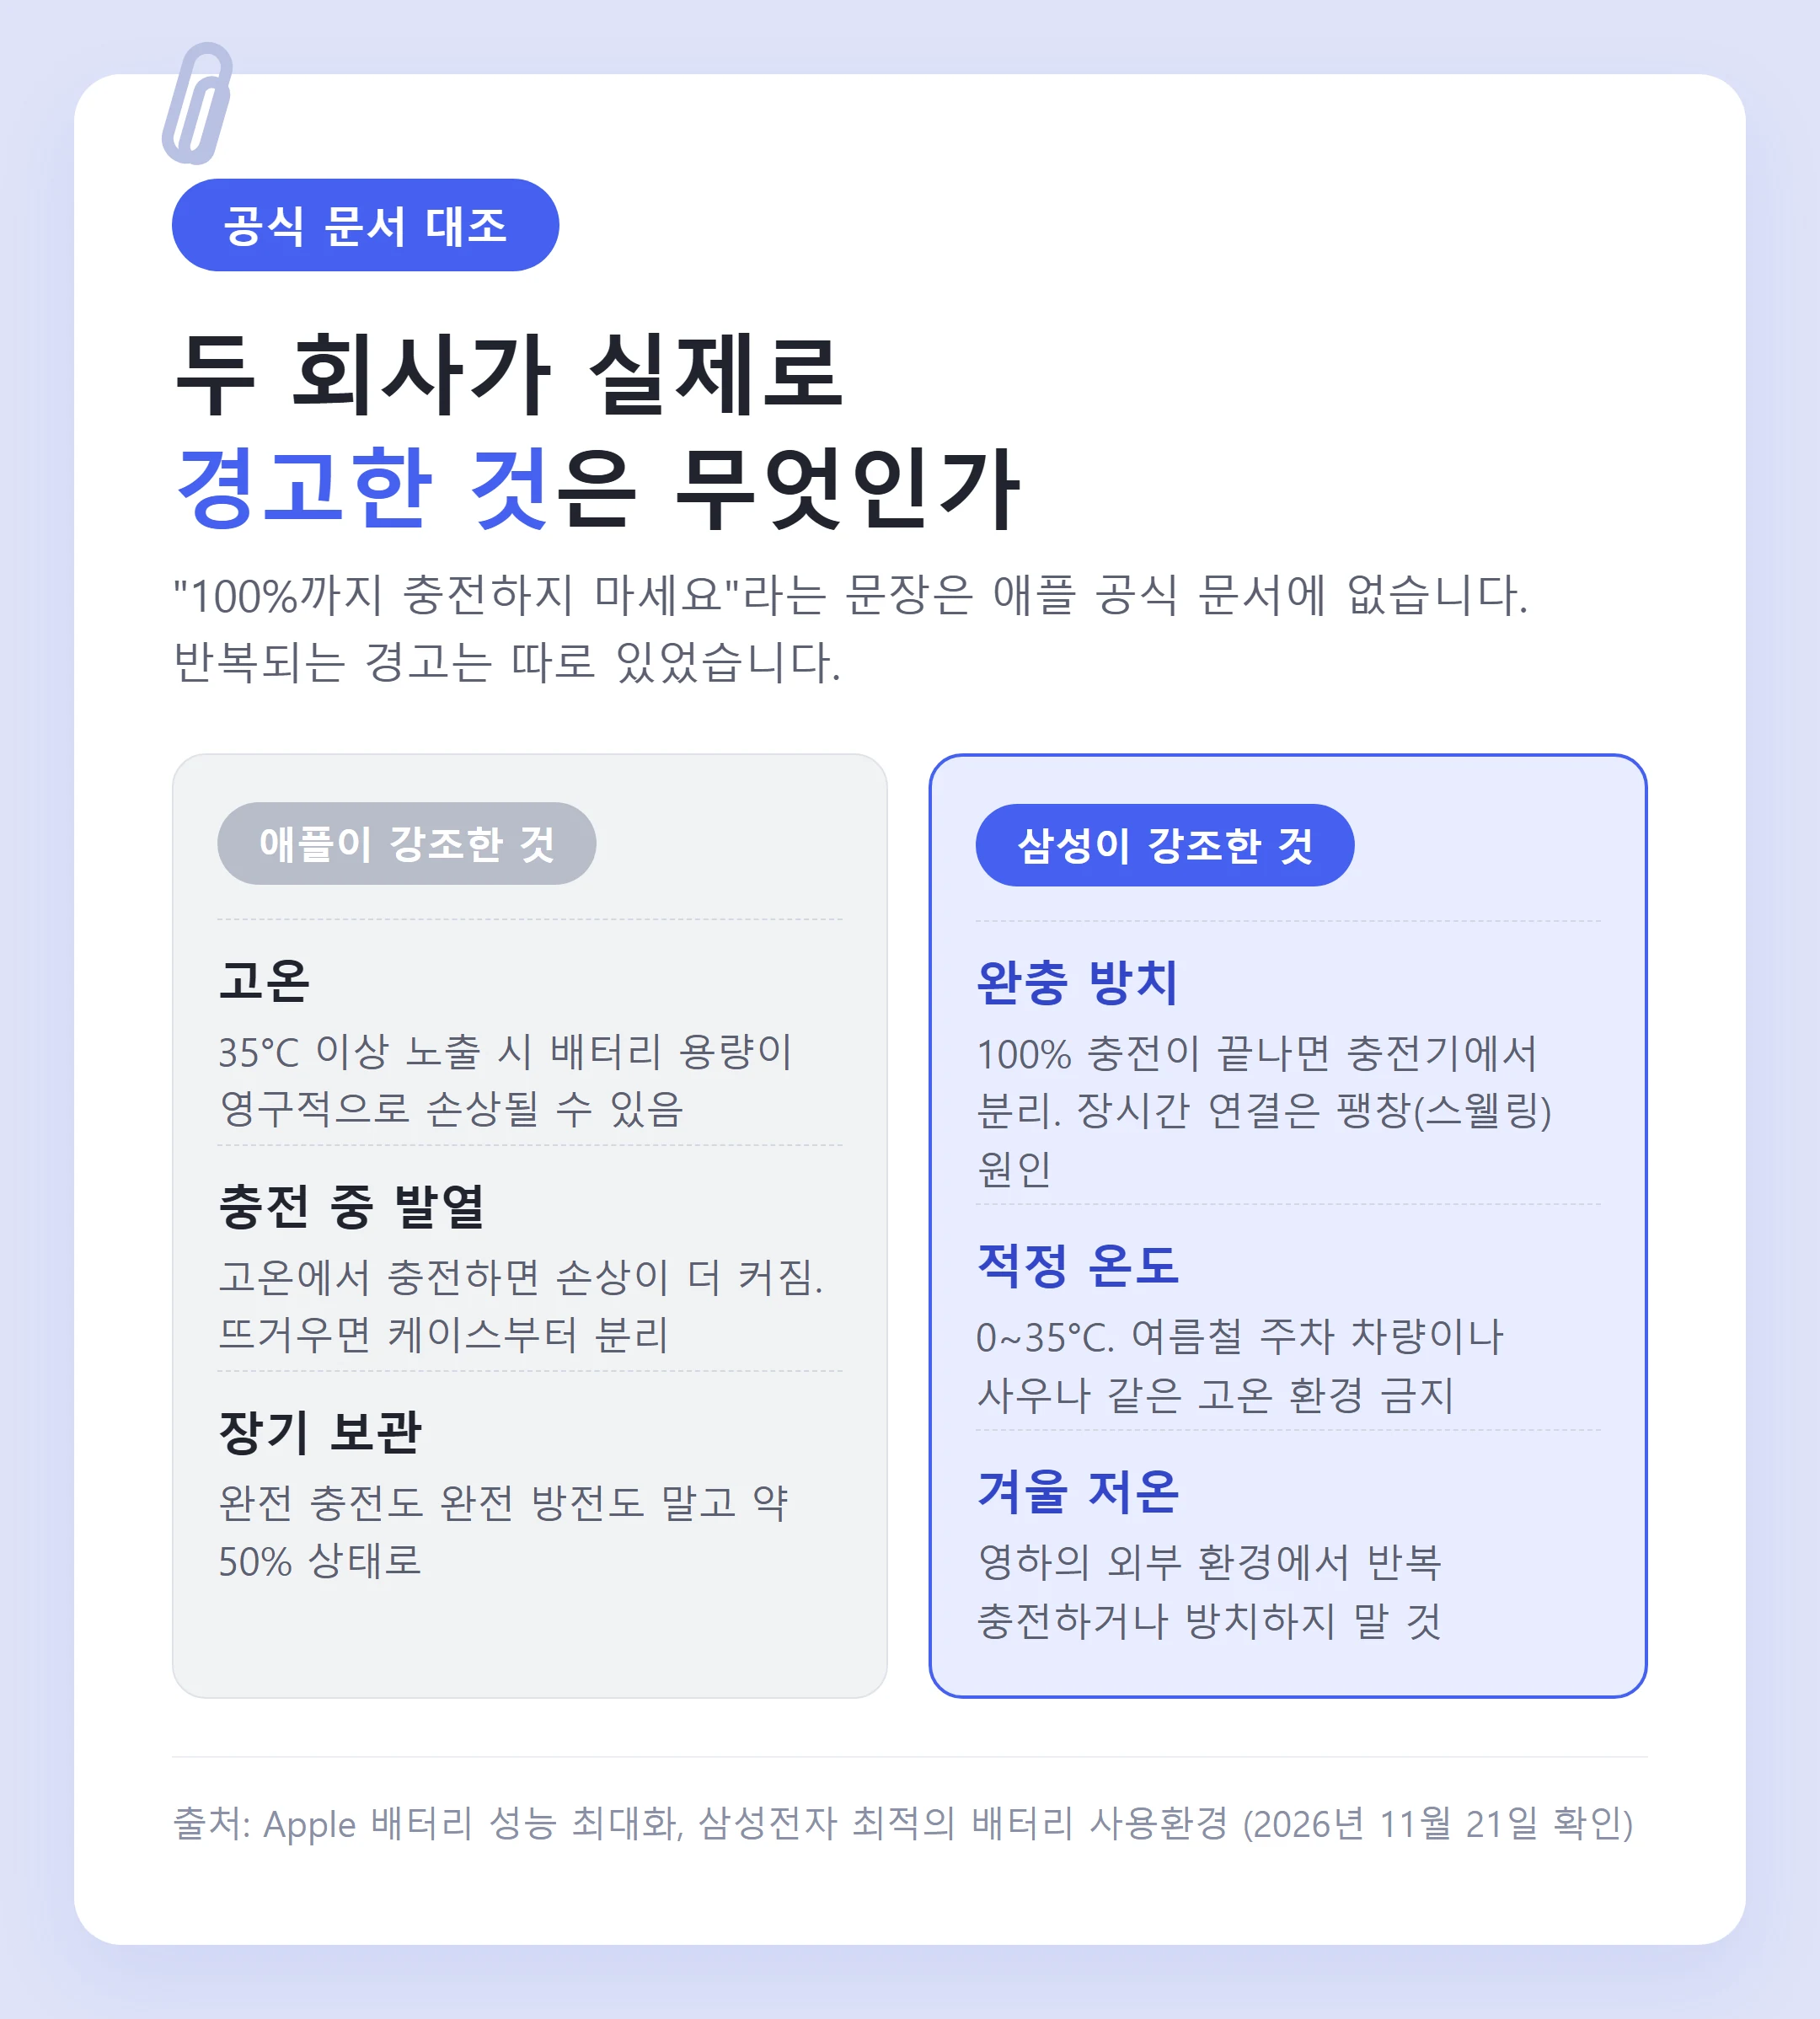 공식 문서 대조
두 회사가 실제로
경고한 것은 무엇인가
"100%까지 충전하지 마세요"라는 문장은 애플 공식 문서에 없습니다.
반복되는 경고는 따로 있었습니다.
애플이 강조한 것
고온
35°C 이상 노출 시 배터리 용량이
영구적으로 손상될 수 있음
충전 중 발열
고온에서 충전하면 손상이 더 커짐.
뜨거우면 케이스부터 분리
장기 보관
완전 충전도 완전 방전도 말고 약
50% 상태로
삼성이 강조한 것
완충 방치
100% 충전이 끝나면 충전기에서
분리. 장시간 연결은 팽창(스웰링)
원인
적정 온도
0~35°C. 여름철 주차 차량이나
사우나 같은 고온 환경 금지
겨울 저온
영하의 외부 환경에서 반복
충전하거나 방치하지 말 것
출처: Apple 배터리 성능 최대화, 삼성전자 최적의 배터리 사용환경 (2026년 11월 21일 확인)